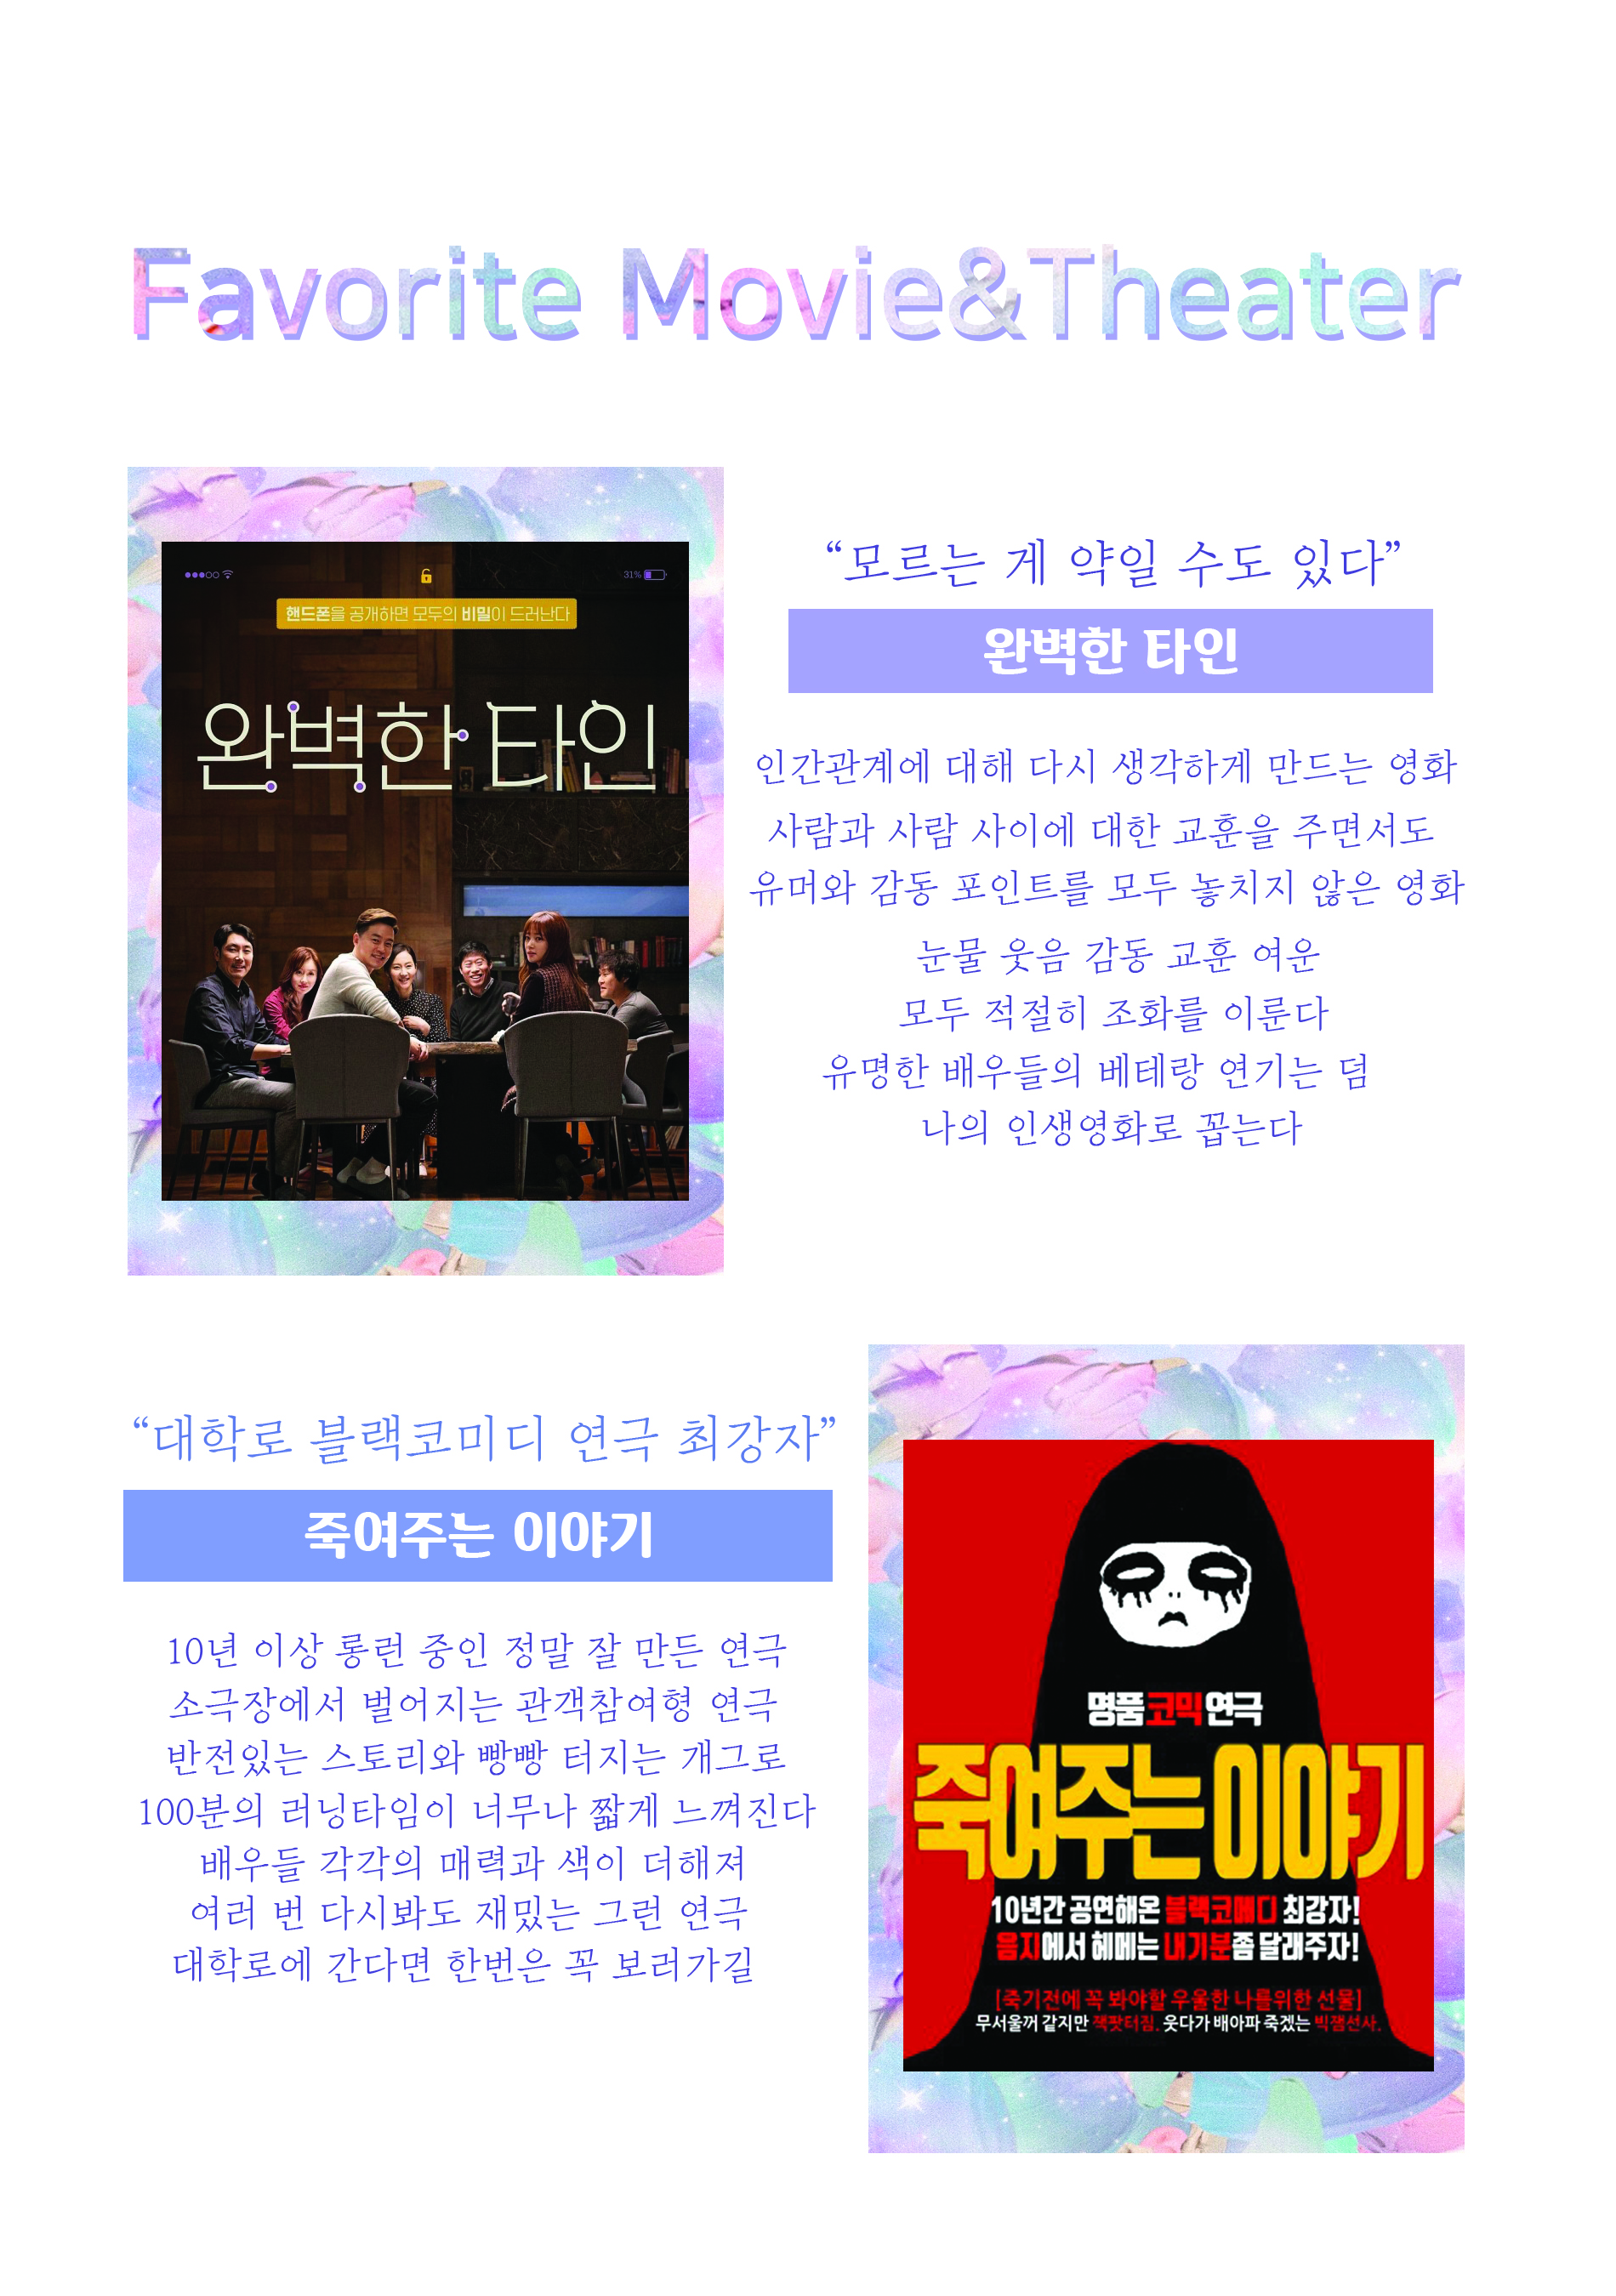 Favorite Movie&Theater
31%
핸드폰을 공개하면 모두의 비밀이 드러난다
완벽한 타인
“모르는 게 약일 수도 있다”
완벽한 타인
인간관계에 대해 다시 생각하게 만드는 영화
사람과 사람 사이에 대한 교훈을 주면서도
유머와 감동 포인트를 모두 놓치지 않은 영화
눈물 웃음 감동 교훈 여운
모두 적절히 조화를 이룬다
유명한 배우들의 베테랑 연기는 덤
나의 인생영화로 꼽는다
“대학로 블랙코미디 연극 최강자”
죽여주는 이야기
10년 이상 롱런 중인 정말 잘 만든 연극
소극장에서 벌어지는 관객참여형 연극
반전있는 스토리와 빵빵 터지는 개그로
100분의 러닝타임이 너무나 짧게 느껴진다
배우들 각각의 매력과 색이 더해져
여러 번 다시봐도 재밌는 그런 연극
대학로에 간다면 한번은 꼭 보러가길
명품코믹연극
죽여주는 이야기
10년간 공연해온 블랙코메디 최강자!
음지에서 헤메는 내기분좀 달래주자!
[죽기전에 꼭 봐야할 우울한 나를위한 선물]
무서울꺼 같지만 잭팟터짐. 웃다가 배아파 죽겠는 빅잼선사.